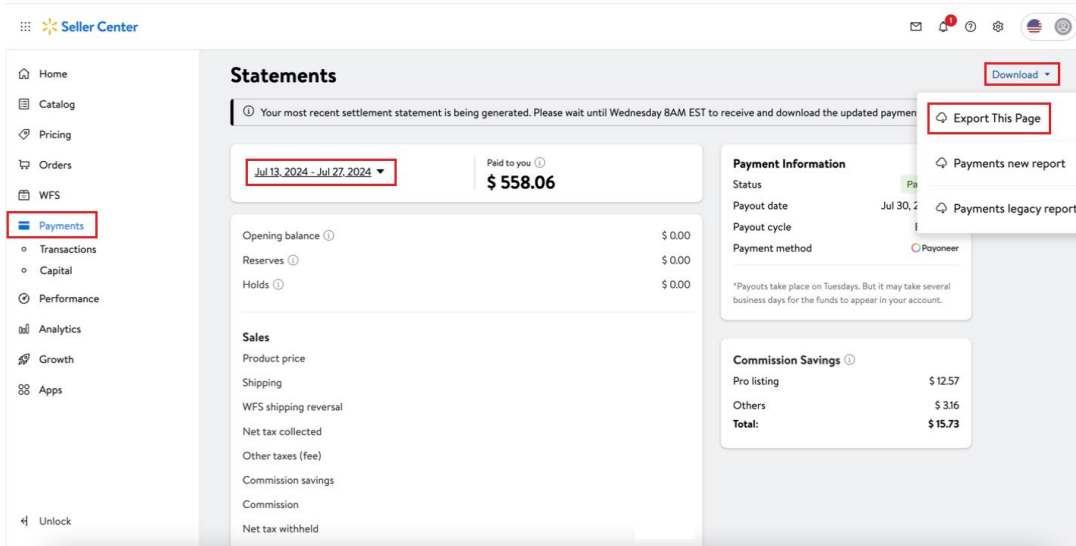 Seller Center
1
Home
Catalog
Pricing
Orders
WFS
Payments
Transactions
Capital
Performance
Analytics
Growth
Apps
Unlock
Statements
Download
Your most recent settlement statement is being generated. Please wait until Wednesday 8AM EST to receive and download the updated paymen
Export This Page
Payments new report
Payments legacy report
Jul 13, 2024 - Jul 27, 2024
Paid to you
$ 558.06
Opening balance $ 0.00
Reserves $ 0.00
Holds $ 0.00
Sales
Product price
Shipping
WFS shipping reversal
Net tax collected
Other taxes (fee)
Commission savings
Commission
Net tax withheld
Payment Information
Status Pa
Payout date Jul 30, 2
Payout cycle
Payment method Payoneer
*Payouts take place on Tuesdays. But it may take several
business days for the funds to appear in your account.
Commission Savings
Pro listing $ 12.57
Others $ 3.16
Total: $ 15.73